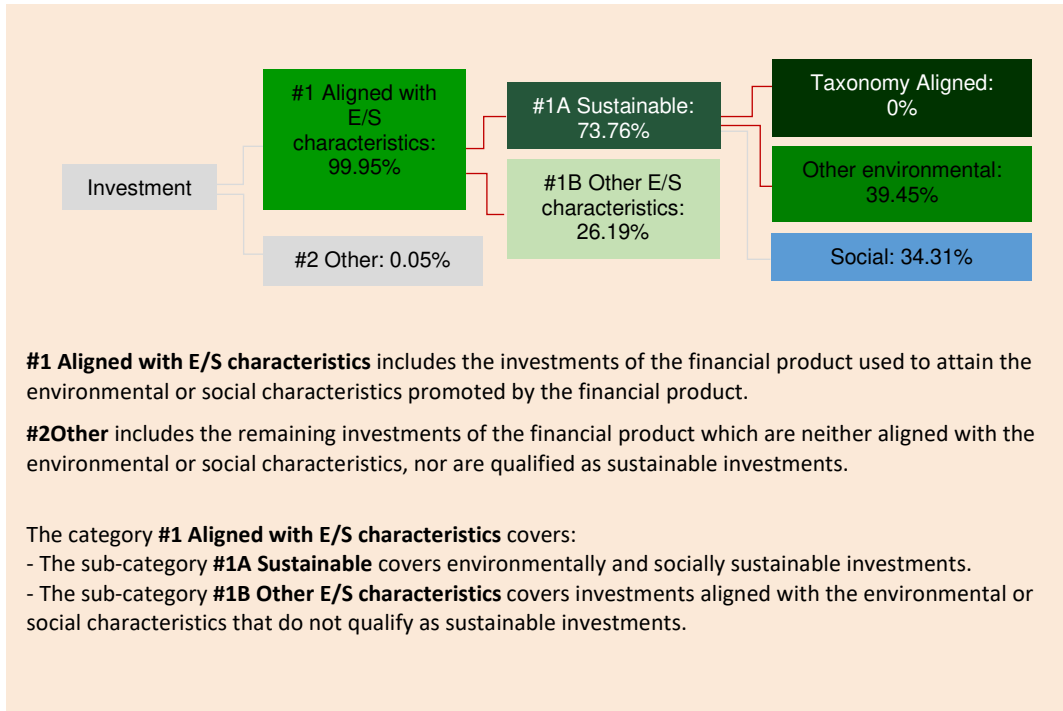 Investment
#1 Aligned with
E/S
characteristics:
99.95%
#2 Other: 0.05%
#1A Sustainable:
73.76%
#1B Other E/S
characteristics:
26.19%
Taxonomy Aligned:
0%
Other environmental:
39.45%
Social: 34.31%
#1 Aligned with E/S characteristics includes the investments of the financial product used to attain the
environmental or social characteristics promoted by the financial product.
#2Other includes the remaining investments of the financial product which are neither aligned with the
environmental or social characteristics, nor are qualified as sustainable investments.
The category #1 Aligned with E/S characteristics covers:
- The sub-category #1A Sustainable covers environmentally and socially sustainable investments.
- The sub-category #1B Other E/S characteristics covers investments aligned with the environmental or
social characteristics that do not qualify as sustainable investments.